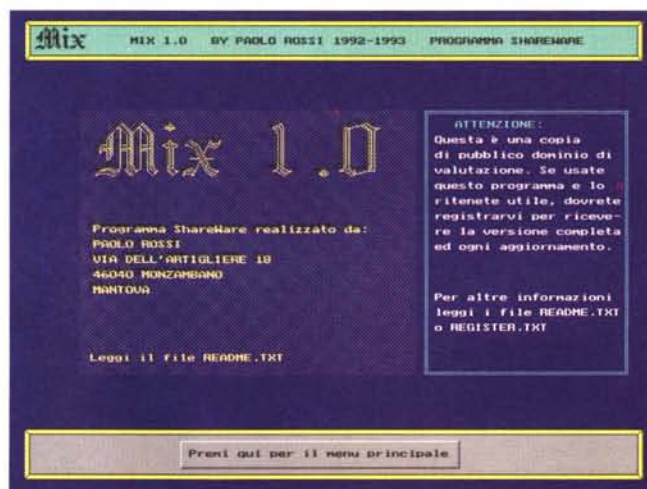 Mix MIX 1.0 BY PAOLO ROSSI 1992-1993 PROGRAMMA SHAREWARE
Mix 1.0
Programma ShareWare realizzato da:
PAOLO ROSSI
VIA DELL'ARTIGLIERE 18
46040 MONZAMBANO
MANTOVA
Leggi il file README.TXT
ATTENZIONE:
Questa è una copia
di pubblico dominio di
valutazione. Se usate
questo programma e lo
ritenete utile, dovrete
registrarvi per riceve-
re la versione completa
ed ogni aggiornamento.
Per altre informazioni
leggi i file README.TXT
o REGISTER.TXT
Premi qui per il menu principale